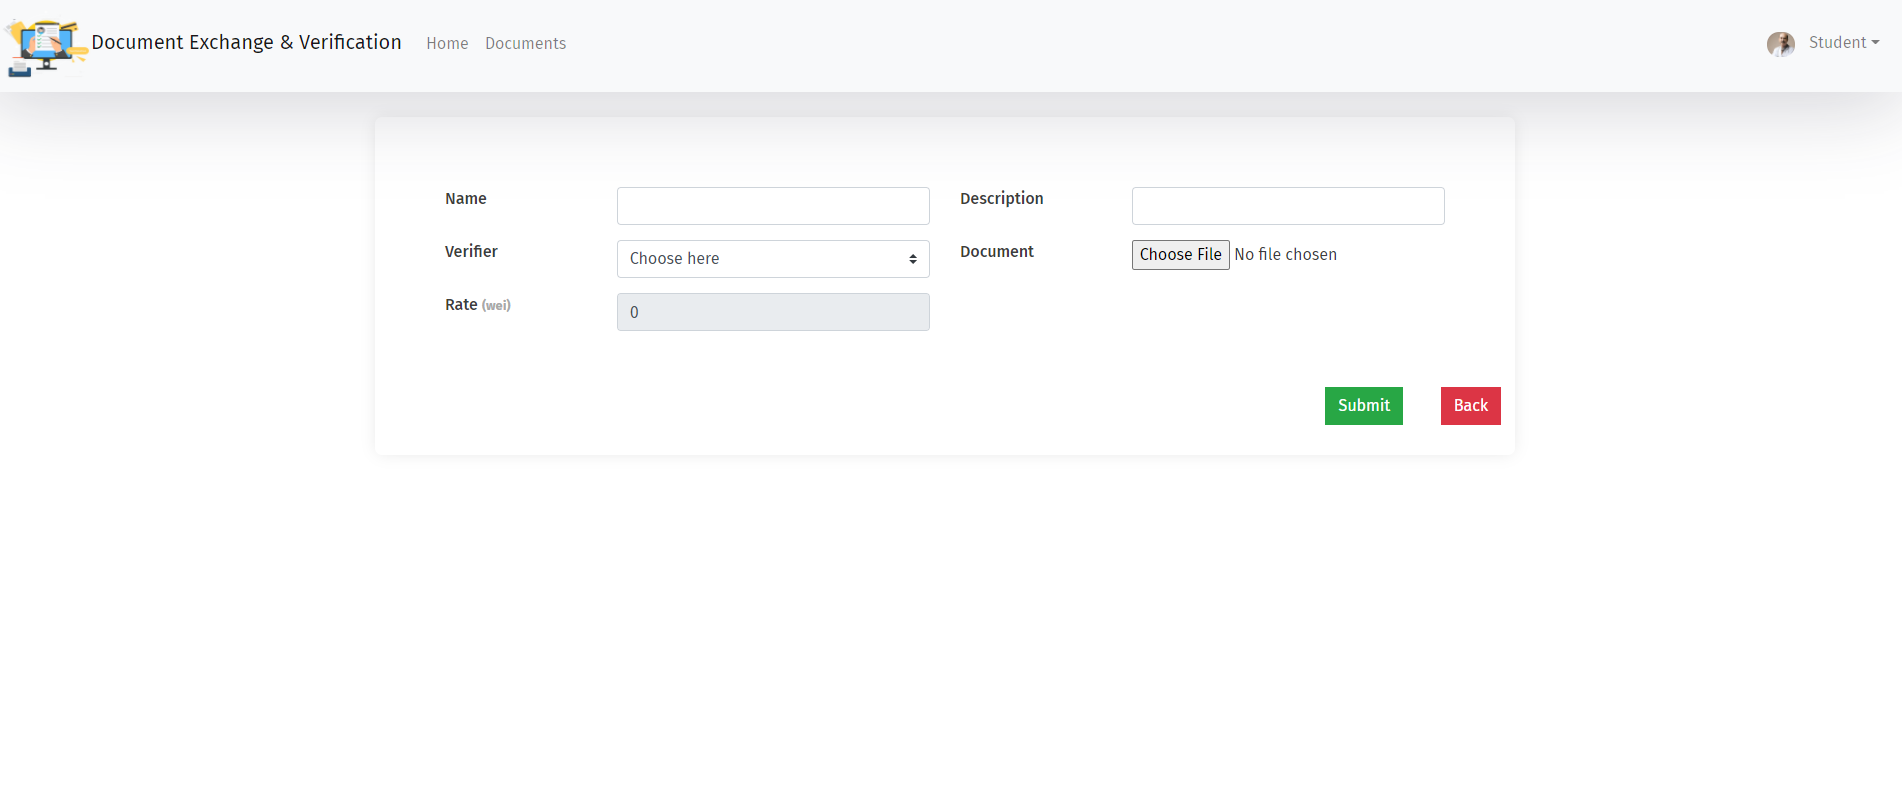 Document Exchange & Verification Home Documents Student
Name Description
Verifier Choose here Document Choose File No file chosen
Rate (wei) 0
Submit Back